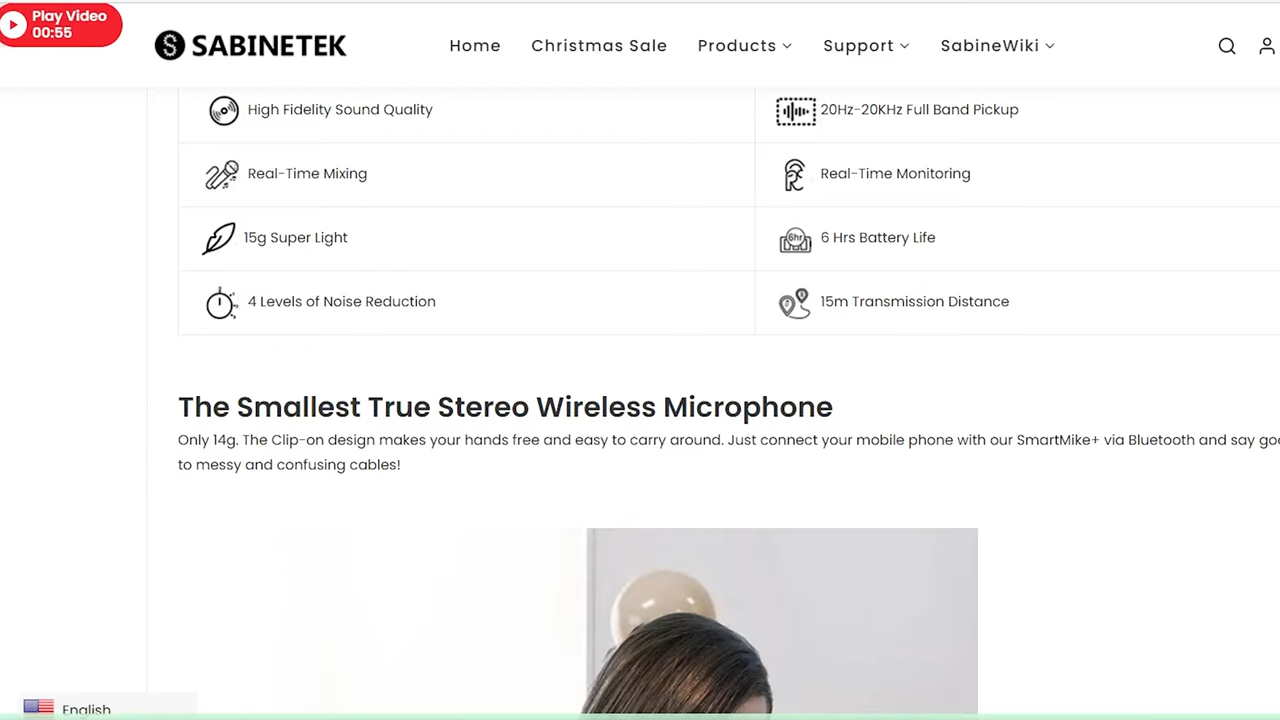 Play Video
00:55
SABINETEK
Home Christmas Sale Products Support SabineWiki
High Fidelity Sound Quality 20Hz-20KHz Full Band Pickup
Real-Time Mixing Real-Time Monitoring
15g Super Light 6hr 6 Hrs Battery Life
4 Levels of Noise Reduction 15m Transmission Distance
The Smallest True Stereo Wireless Microphone
Only 14g. The Clip-on design makes your hands free and easy to carry around. Just connect your mobile phone with our SmartMike+ via Bluetooth and say
to messy and confusing cables!
English